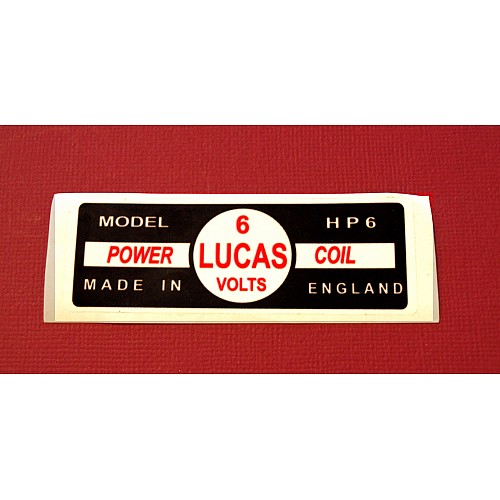 MODEL 6 HP6
POWER LUCAS COIL
MADE IN VOLTS ENGLAND